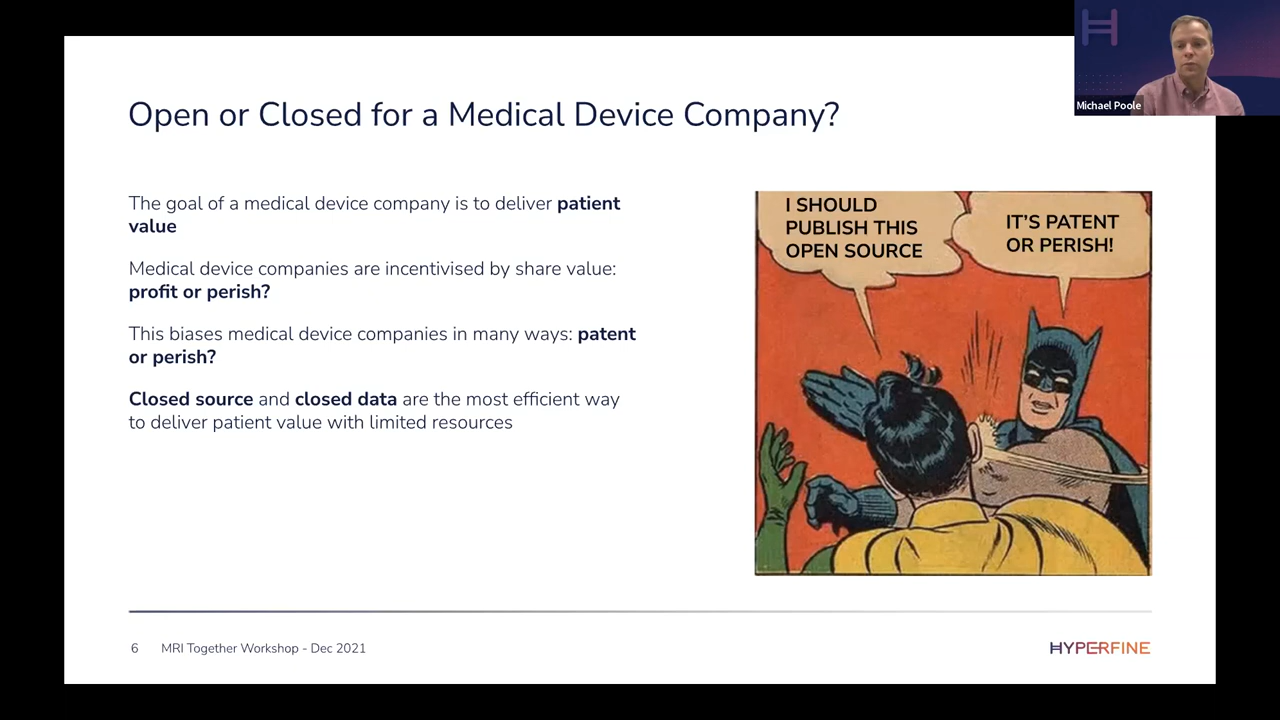 Michael Poole
Open or Closed for a Medical Device Company?
The goal of a medical device company is to deliver patient
value
Medical device companies are incentivised by share value:
profit or perish?
This biases medical device companies in many ways: patent
or perish?
Closed source and closed data are the most efficient way
to deliver patient value with limited resources
I SHOULD
PUBLISH THIS
OPEN SOURCE
IT’S PATENT
OR PERISH!
6 MRI Together Workshop - Dec 2021
HYPERFINE